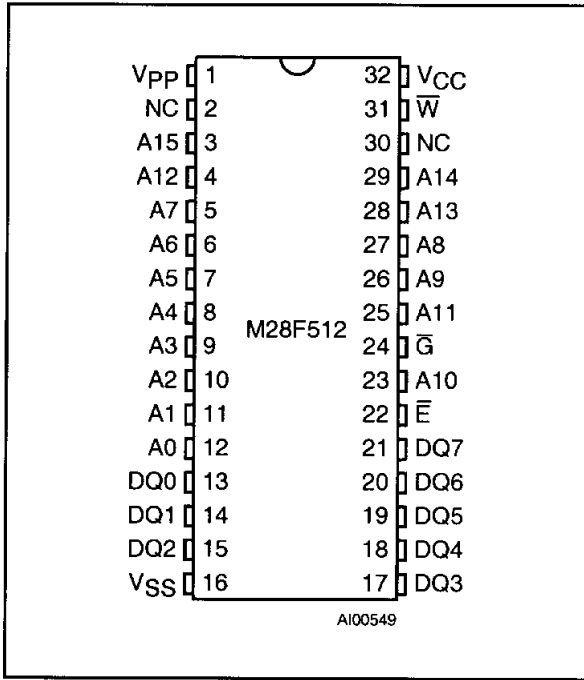 VPP 1 32 VCC
NC 2 31 W̅
A15 3 30 NC
A12 4 29 A14
A7 5 28 A13
A6 6 27 A8
A5 7 26 A9
A4 8 25 A11
M28F512
A3 9 24 G̅
A2 10 23 A10
A1 11 22 E̅
A0 12 21 DQ7
DQ0 13 20 DQ6
DQ1 14 19 DQ5
DQ2 15 18 DQ4
VSS 16 17 DQ3
AI00549